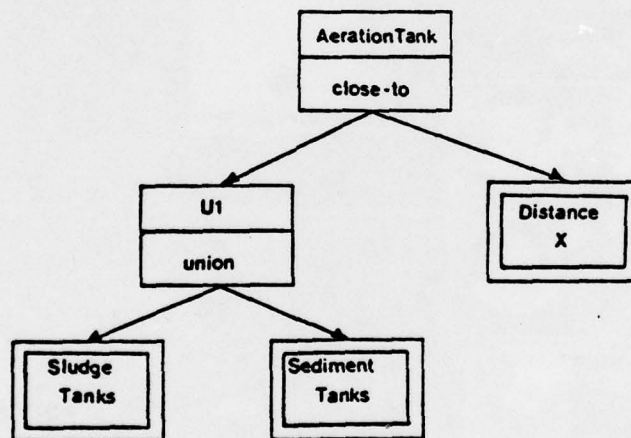 AerationTank
close-to
U1
union
Distance
X
Sludge
Tanks
Sediment
Tanks